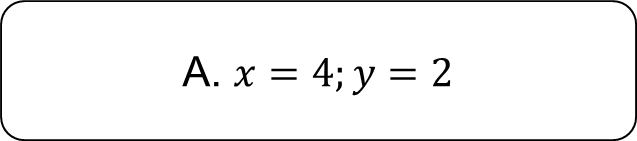 A. x = 4; y = 2